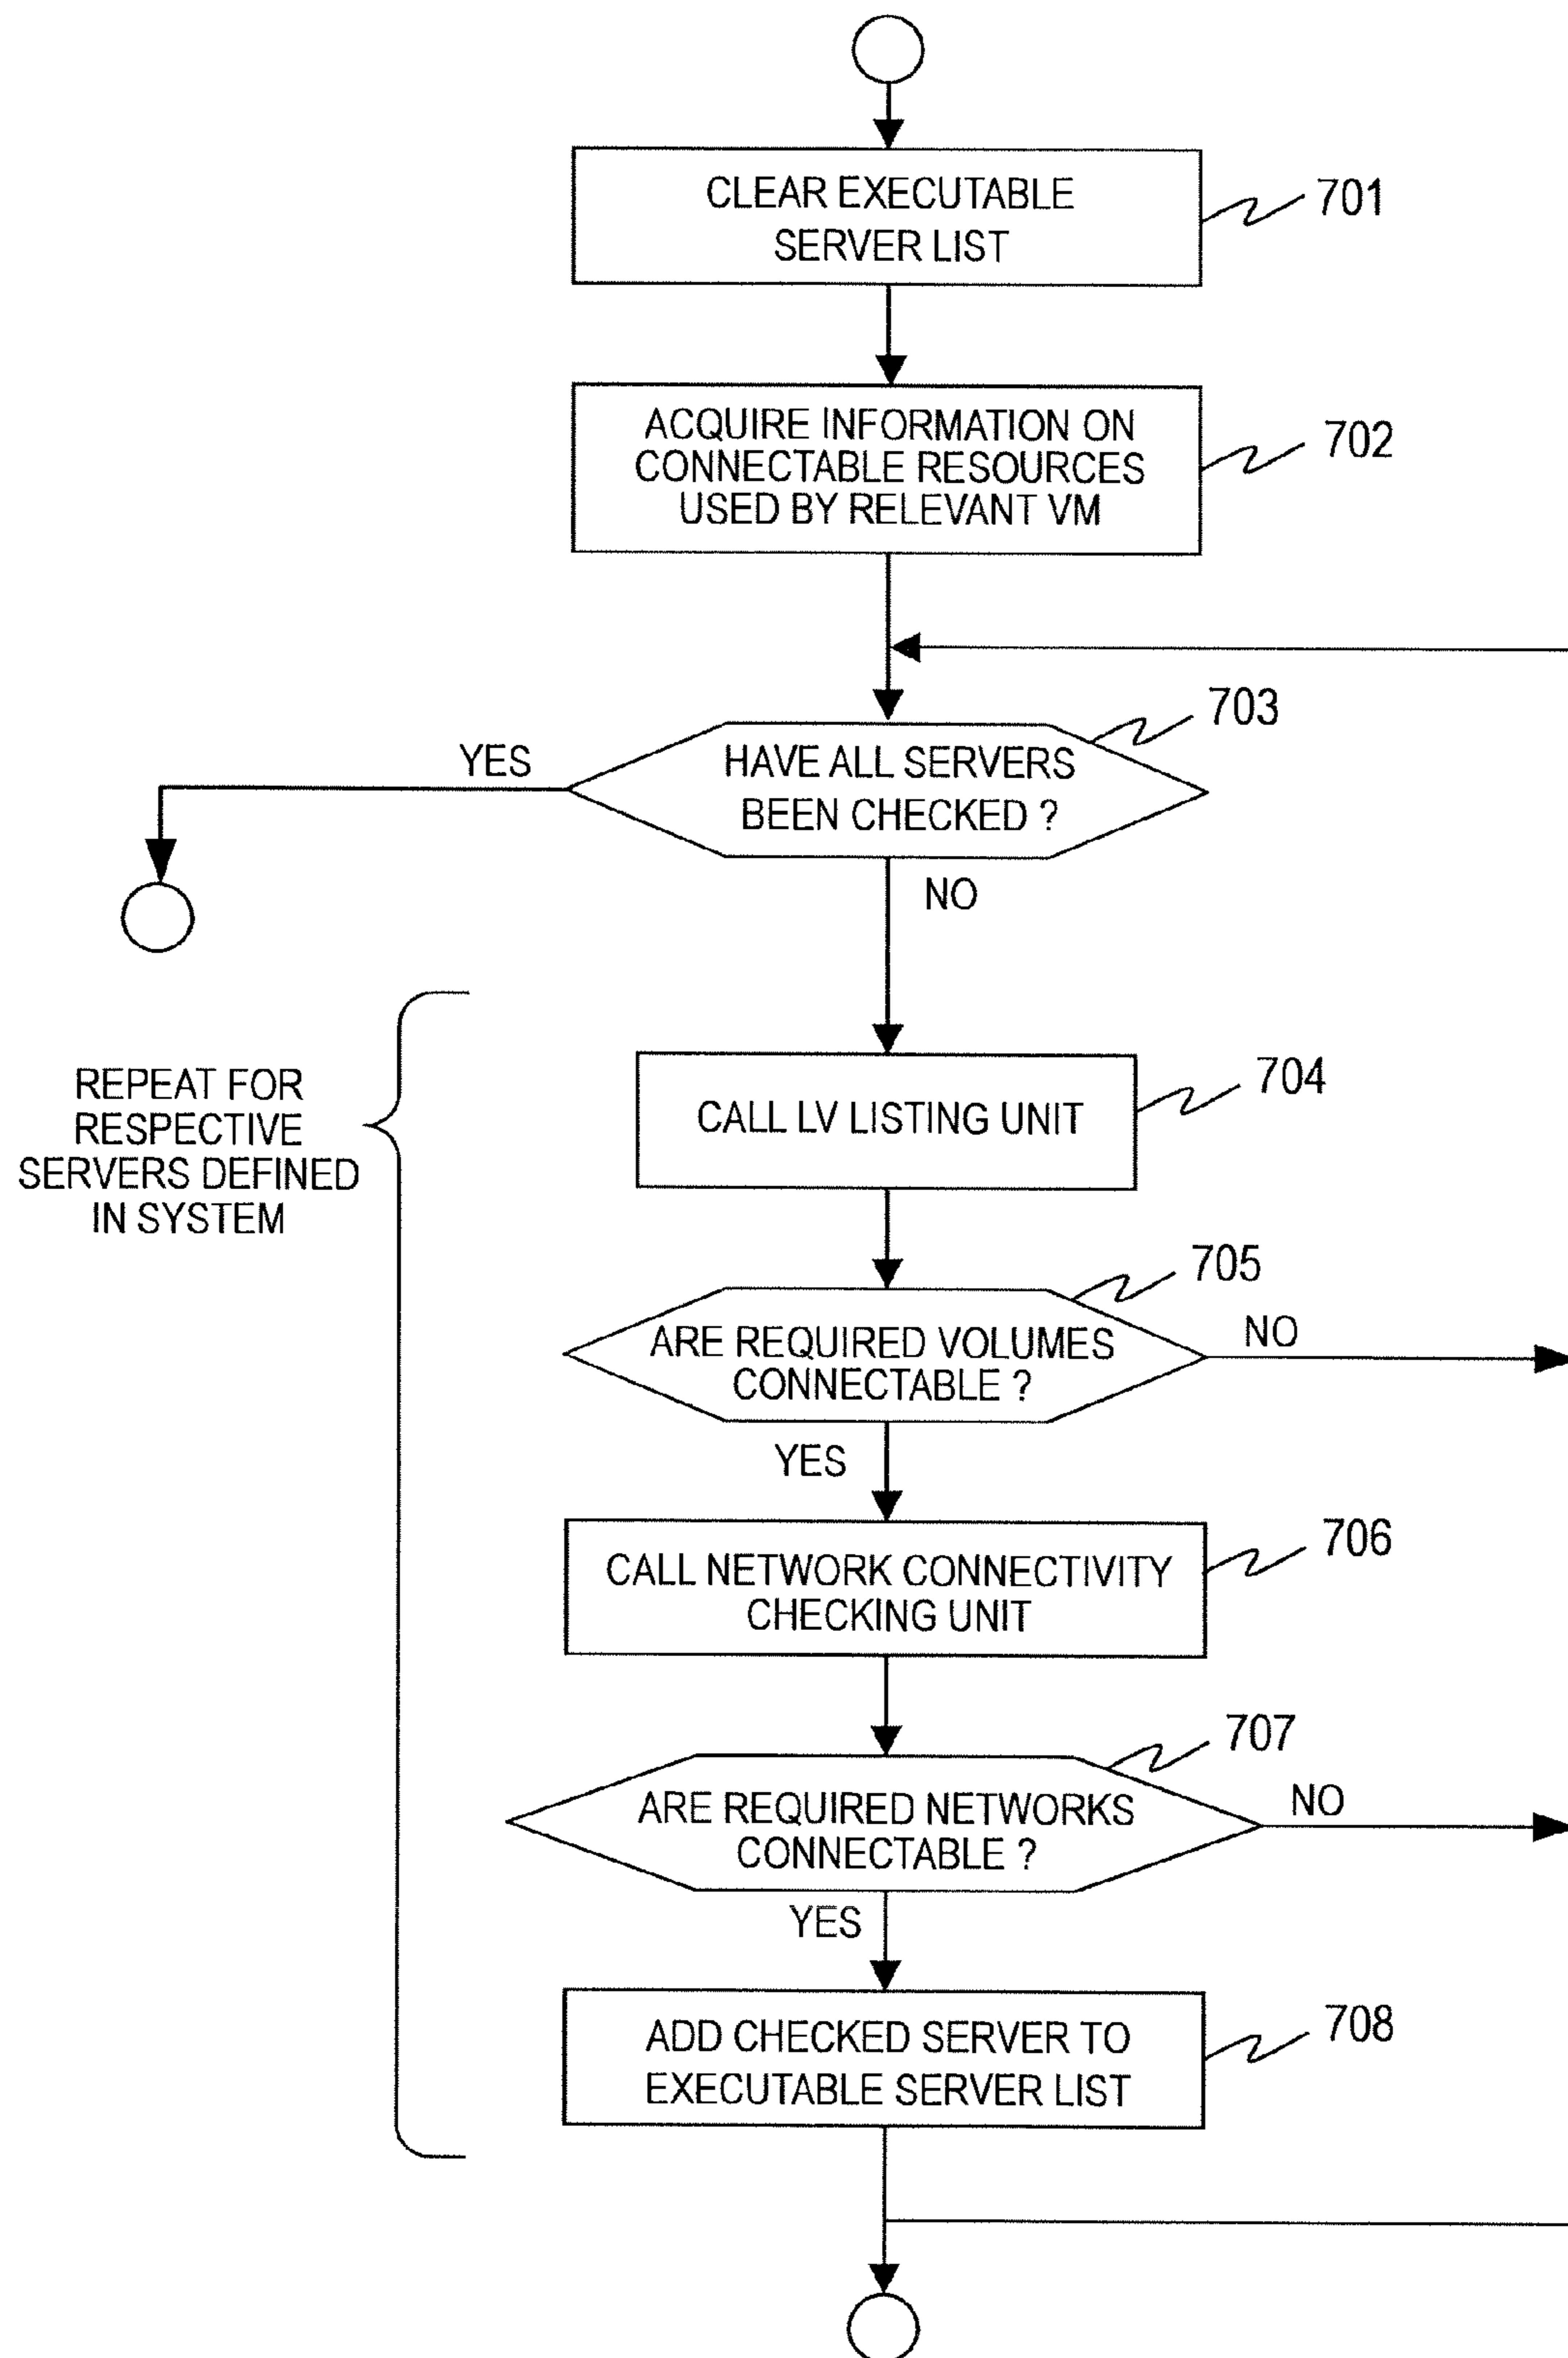 CLEAR EXECUTABLE
SERVER LIST
701
ACQUIRE INFORMATION ON
CONNECTABLE RESOURCES
USED BY RELEVANT VM
702
703
YES
HAVE ALL SERVERS
BEEN CHECKED ?
NO
REPEAT FOR
RESPECTIVE
SERVERS DEFINED
IN SYSTEM
704
CALL LV LISTING UNIT
705
ARE REQUIRED VOLUMES
CONNECTABLE ?
NO
YES
706
CALL NETWORK CONNECTIVITY
CHECKING UNIT
707
ARE REQUIRED NETWORKS
CONNECTABLE ?
NO
YES
708
ADD CHECKED SERVER TO
EXECUTABLE SERVER LIST